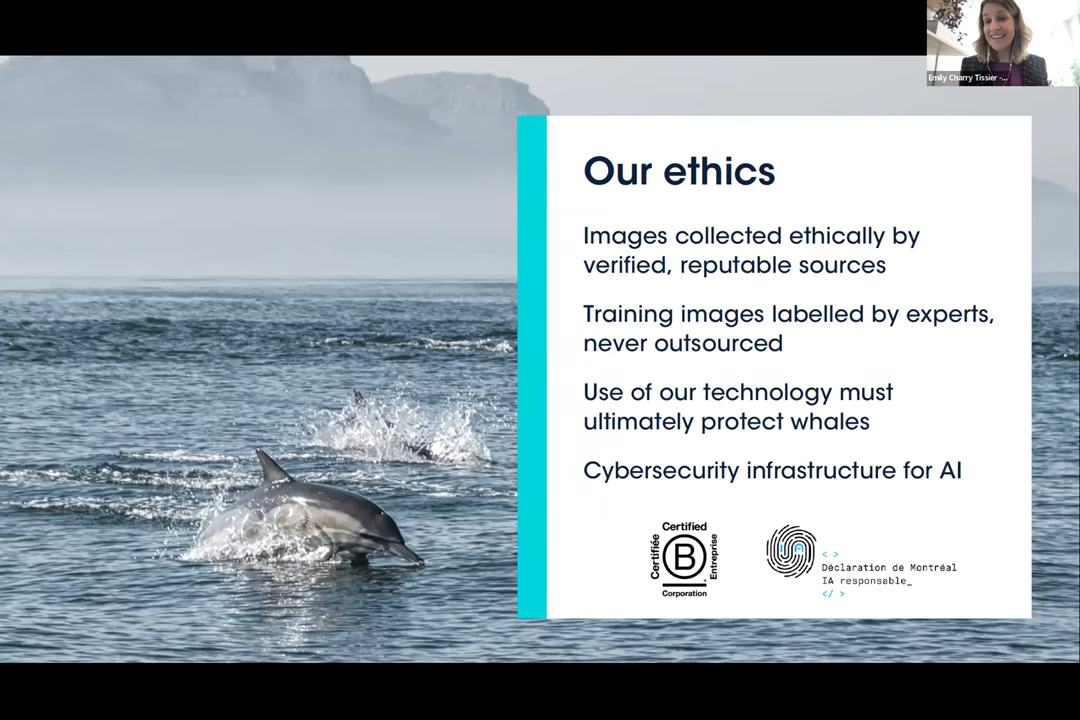 Emily Charry Tissier -...
Our ethics
Images collected ethically by
verified, reputable sources
Training images labelled by experts,
never outsourced
Use of our technology must
ultimately protect whales
Cybersecurity infrastructure for AI
Certified
Certifiée
B
Entreprise
Corporation
< >
Déclaration de Montréal
IA responsable_
</ >